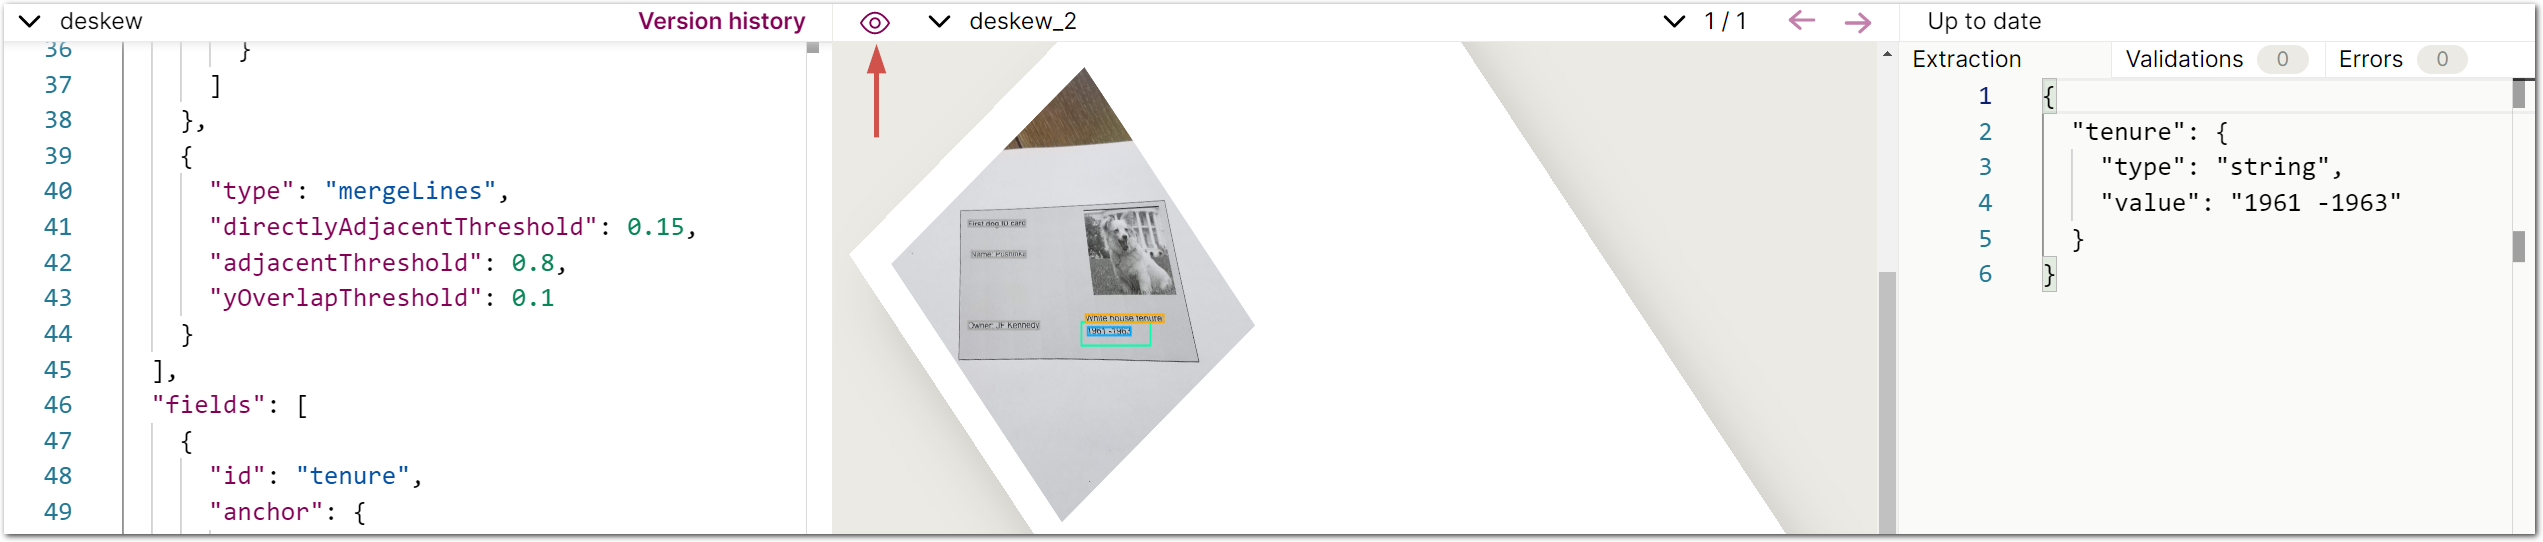 deskew
Version history
36 }
37 ]
38 },
39 {
40 "type": "mergeLines",
41 "directlyAdjacentThreshold": 0.15,
42 "adjacentThreshold": 0.8,
43 "yOverlapThreshold": 0.1
44 }
45 ],
46 "fields": [
47 {
48 "id": "tenure",
49 "anchor": {
deskew_2
1 / 1
First dog ID card
Name: Pushinka
Owner: JF Kennedy
White house tenure
1961 -1963
Up to date
Extraction
Validations 0
Errors 0
1 {
2 "tenure": {
3 "type": "string",
4 "value": "1961 -1963"
5 }
6 }